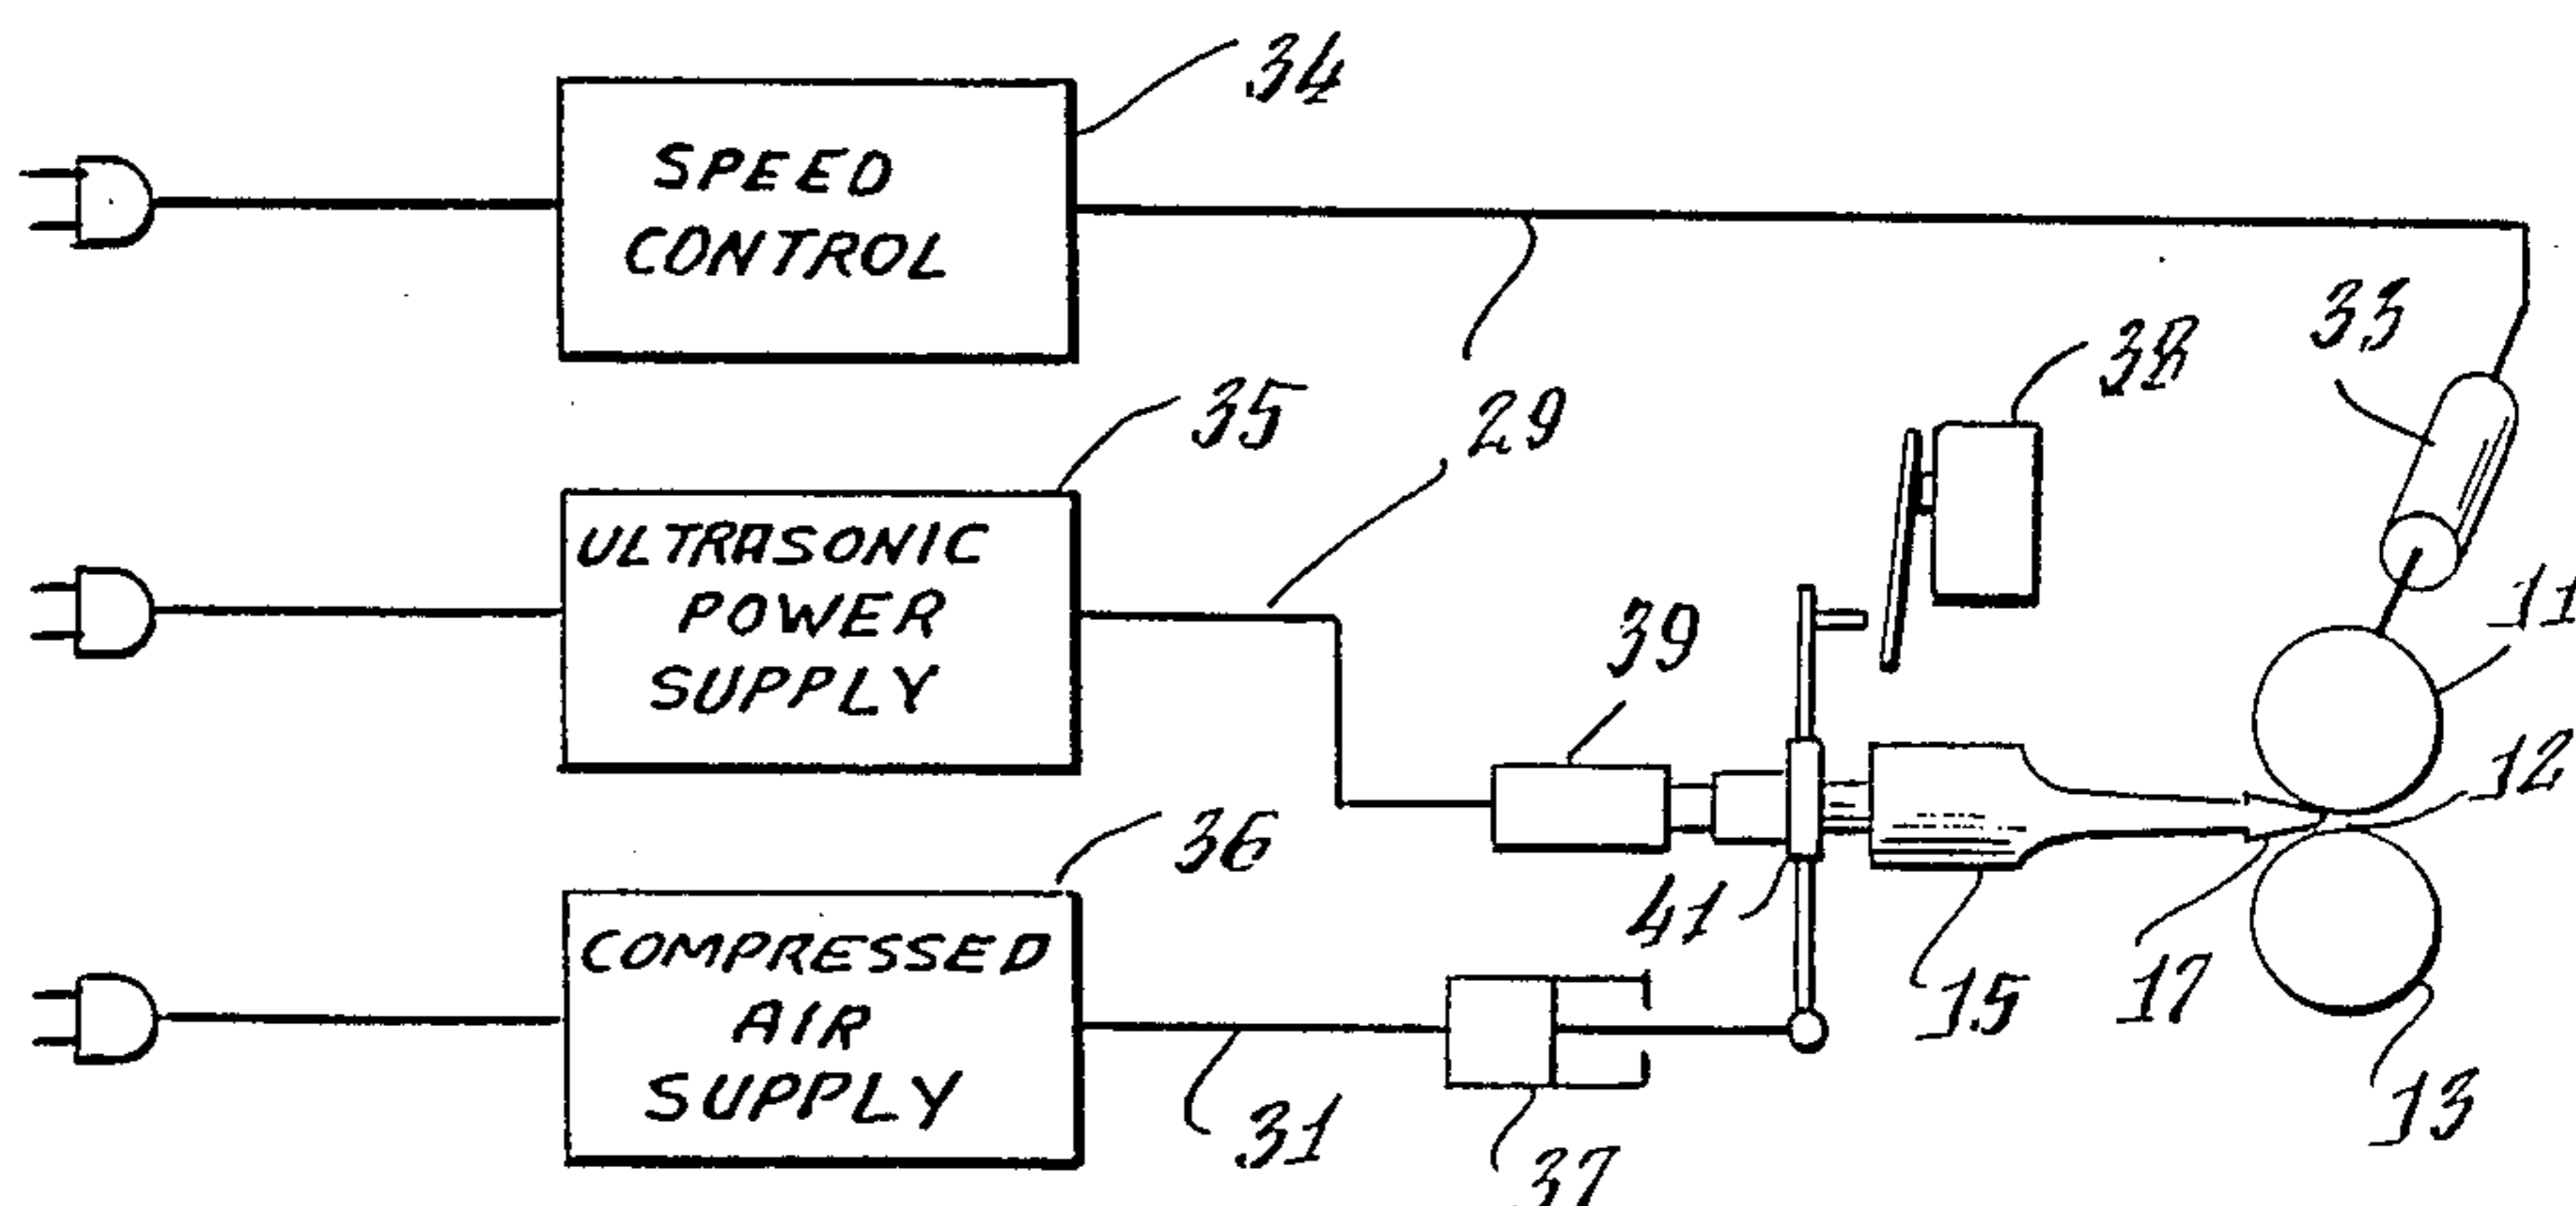 34
SPEED
CONTROL
33
38
35
29
ULTRASONIC
POWER
SUPPLY
11
39
12
36
41
COMPRESSED
AIR
SUPPLY
15
17
13
31
37